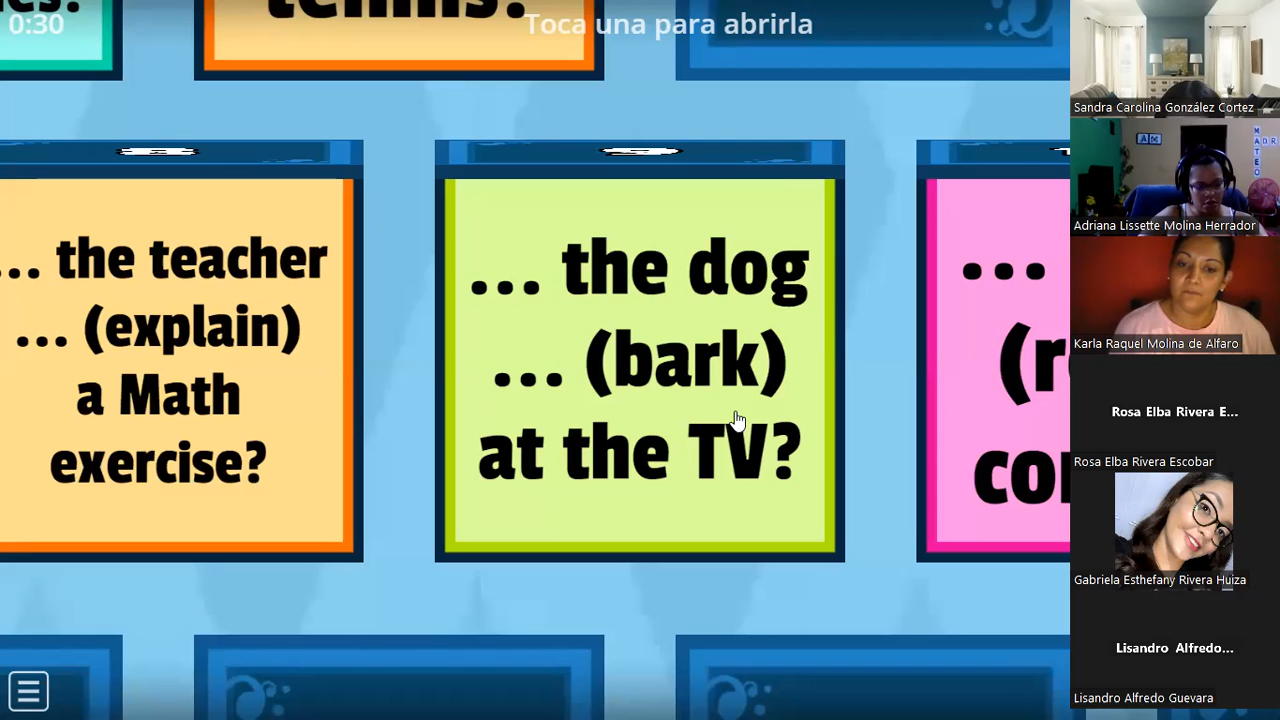 0:30
Toca una para abrirla
tennis?
... the teacher
... (explain)
a Math
exercise?
... the dog
... (bark)
at the TV?
...
Sandra Carolina González Cortez
Adriana Lissette Molina Herrador
Karla Raquel Molina de Alfaro
Rosa Elba Rivera E...
Rosa Elba Rivera Escobar
Gabriela Esthefany Rivera Huiza
Lisandro Alfredo...
Lisandro Alfredo Guevara